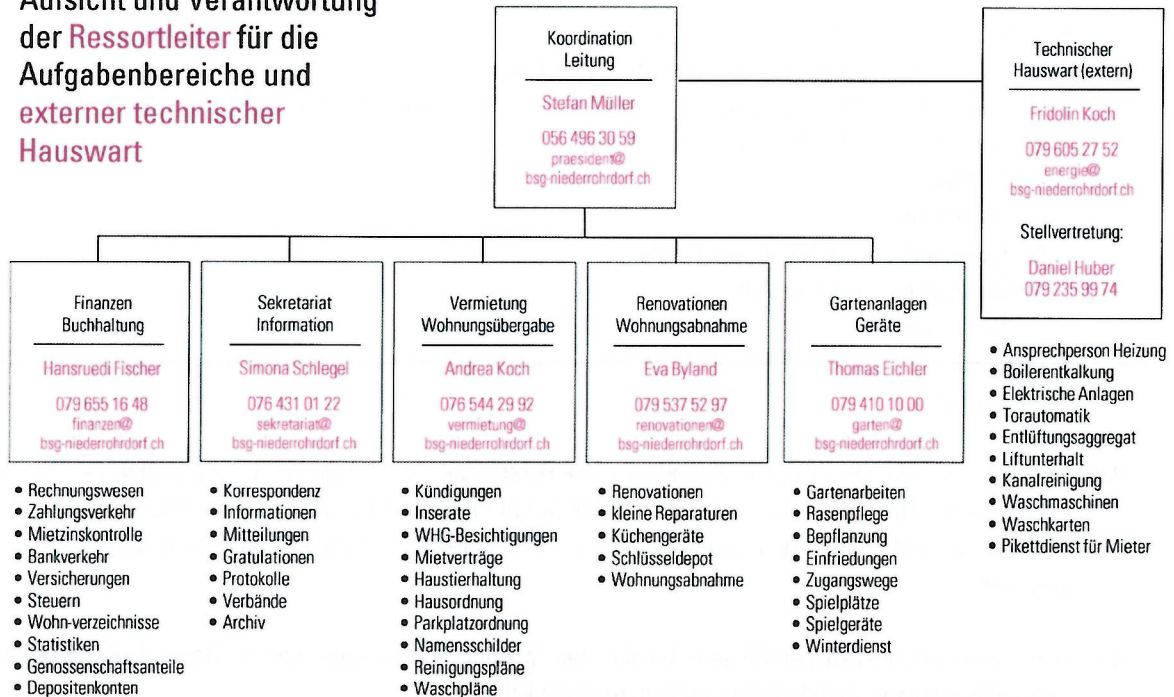 Aufsicht und Verantwortung
der Ressortleiter für die
Aufgabenbereiche und
externer technischer
Hauswart
Koordination
Leitung
Stefan Müller
056 496 30 59
praesident@
bsg-niederrohrdorf.ch
Technischer
Hauswart (extern)
Fridolin Koch
079 605 27 52
energie@
bsg-niederrohrdorf.ch
Stellvertretung:
Daniel Huber
079 235 99 74
• Ansprechperson Heizung
• Boilerentkalkung
• Elektrische Anlagen
• Torautomatik
• Entlüftungsaggregat
• Liftunterhalt
• Kanalreinigung
• Waschmaschinen
• Waschkarten
• Pikettdienst für Mieter
Finanzen
Buchhaltung
Hansruedi Fischer
079 655 16 48
finanzen@
bsg-niederrohrdorf.ch
• Rechnungswesen
• Zahlungsverkehr
• Mietzinskontrolle
• Bankverkehr
• Versicherungen
• Steuern
• Wohn-verzeichnisse
• Statistiken
• Genossenschaftsanteile
• Depositenkonten
Sekretariat
Information
Simona Schlegel
076 431 01 22
sekretariat@
bsg-niederrohrdorf.ch
• Korrespondenz
• Informationen
• Mitteilungen
• Gratulationen
• Protokolle
• Verbände
• Archiv
Vermietung
Wohnungsübergabe
Andrea Koch
076 544 29 92
vermietung@
bsg-niederrohrdorf.ch
• Kündigungen
• Inserate
• WHG-Besichtigungen
• Mietverträge
• Haustierhaltung
• Hausordnung
• Parkplatzordnung
• Namensschilder
• Reinigungspläne
• Waschpläne
Renovationen
Wohnungsabnahme
Eva Byland
079 537 52 97
renovationen@
bsg-niederrohrdorf.ch
• Renovationen
• kleine Reparaturen
• Küchengeräte
• Schlüsseldepot
• Wohnungsabnahme
Gartenanlagen
Geräte
Thomas Eichler
079 410 10 00
garten@
bsg-niederrohrdorf.ch
• Gartenarbeiten
• Rasenpflege
• Bepflanzung
• Einfriedungen
• Zugangswege
• Spielplätze
• Spielgeräte
• Winterdienst